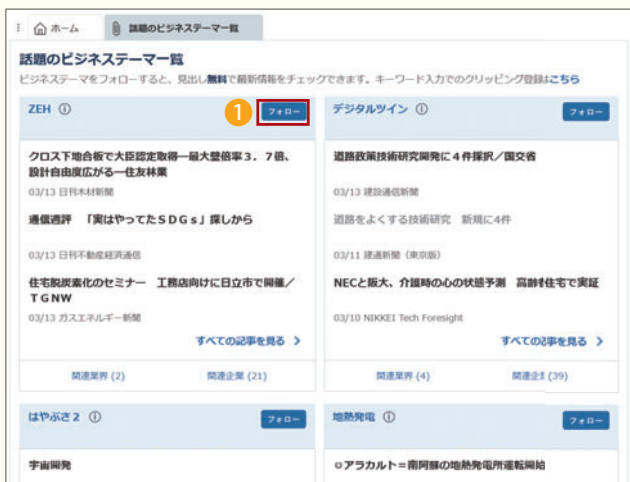 ホーム
話題のビジネステーマ一覧
話題のビジネステーマ一覧
ビジネステーマをフォローすると、見出し無料で最新情報をチェックできます。キーワード入力でのクリッピング登録はこちら
ZEH
1
フォロー
クロス下地合板で大臣認定取得―最大壁倍率3．7倍、
設計自由度広がる―住友林業
03/13 日刊木材新聞
通信週評　「実はやってたＳＤＧｓ」探しから
03/13 日刊不動産経済通信
住宅脱炭素化のセミナー　工務店向けに日立市で開催／
ＴＧＮＷ
03/13 ガスエネルギー新聞
すべての記事を見る
関連業界 (2)
関連企業 (21)
デジタルツイン
フォロー
道路政策技術研究開発に４件採択／国交省
03/13 建設通信新聞
道路をよくする技術研究　新規に4件
03/11 建通新聞（東京版）
NECと阪大、介護時の心の状態予測　高齢者住宅で実証
03/10 NIKKEI Tech Foresight
すべての記事を見る
関連業界 (4)
関連企業 (39)
はやぶさ２
フォロー
宇宙開発
地熱発電
フォロー
アラカルト＝南阿蘇の地熱発電所運転開始